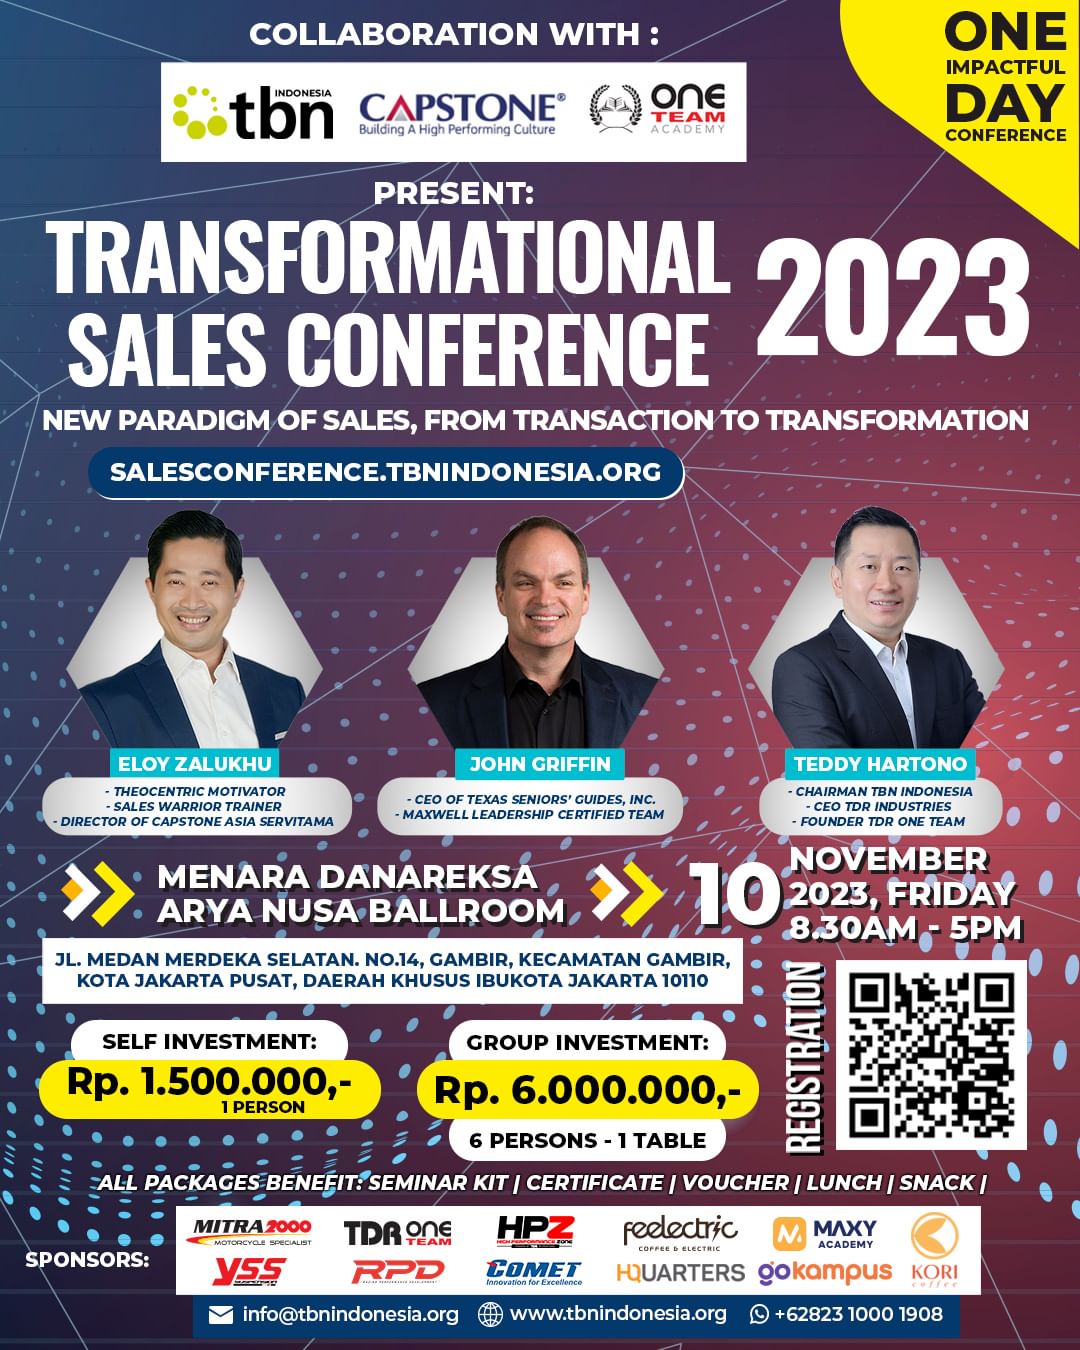 COLLABORATION WITH :
ONE
IMPACTFUL
DAY
CONFERENCE
tbn INDONESIA
CAPSTONE®
Building A High Performing Culture
ONE
TEAM
ACADEMY
PRESENT:
TRANSFORMATIONAL
SALES CONFERENCE
2023
NEW PARADIGM OF SALES, FROM TRANSACTION TO TRANSFORMATION
SALESCONFERENCE.TBNINDONESIA.ORG
ELOY ZALUKHU
- THEOCENTRIC MOTIVATOR
- SALES WARRIOR TRAINER
- DIRECTOR OF CAPSTONE ASIA SERVITAMA
JOHN GRIFFIN
- CEO OF TEXAS SENIORS' GUIDES, INC.
- MAXWELL LEADERSHIP CERTIFIED TEAM
TEDDY HARTONO
- CHAIRMAN TBN INDONESIA
- CEO TDR INDUSTRIES
- FOUNDER TDR ONE TEAM
MENARA DANAREKSA
ARYA NUSA BALLROOM
10
NOVEMBER
2023, FRIDAY
8.30AM - 5PM
JL. MEDAN MERDEKA SELATAN. NO.14, GAMBIR, KECAMATAN GAMBIR,
KOTA JAKARTA PUSAT, DAERAH KHUSUS IBUKOTA JAKARTA 10110
SELF INVESTMENT:
Rp. 1.500.000,-
1 PERSON
GROUP INVESTMENT:
Rp. 6.000.000,-
6 PERSONS - 1 TABLE
REGISTRATION
ALL PACKAGES BENEFIT: SEMINAR KIT | CERTIFICATE | VOUCHER | LUNCH | SNACK |
SPONSORS:
MITRA2000
MOTORCYCLE SPECIALIST
TDR ONE
TEAM
HPZ
HIGH PERFORMANCE ZONE
feelectric
COFFEE & ELECTRIC
MAXY
ACADEMY
KORI
coffee
YSS
SUSPENSION
RPD
COMET
Innovation for Excellence
HQUARTERS
gokampus
info@tbnindonesia.org
www.tbnindonesia.org
+62823 1000 1908